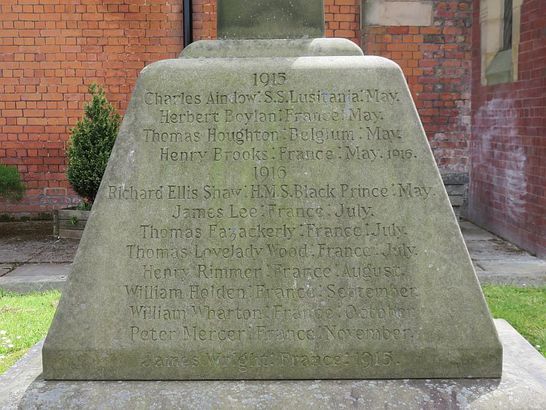 1915
Charles Aindow: S.S. Lusitania: May.
Herbert Boylan: France: May.
Thomas Houghton: Belgium: May.
Henry Brooks: France: May. 1916.
1916
Richard Ellis Shaw: H.M.S. Black Prince: May.
James Lee: France: July.
Thomas Fazackerly: France: July.
Thomas Lovelady Wood: France: July.
Henry Rimmer: France: August.
William Holden: France: September.
William Wharton: France: October.
Peter Mercer: France: November.
James Wright: France: 1915.